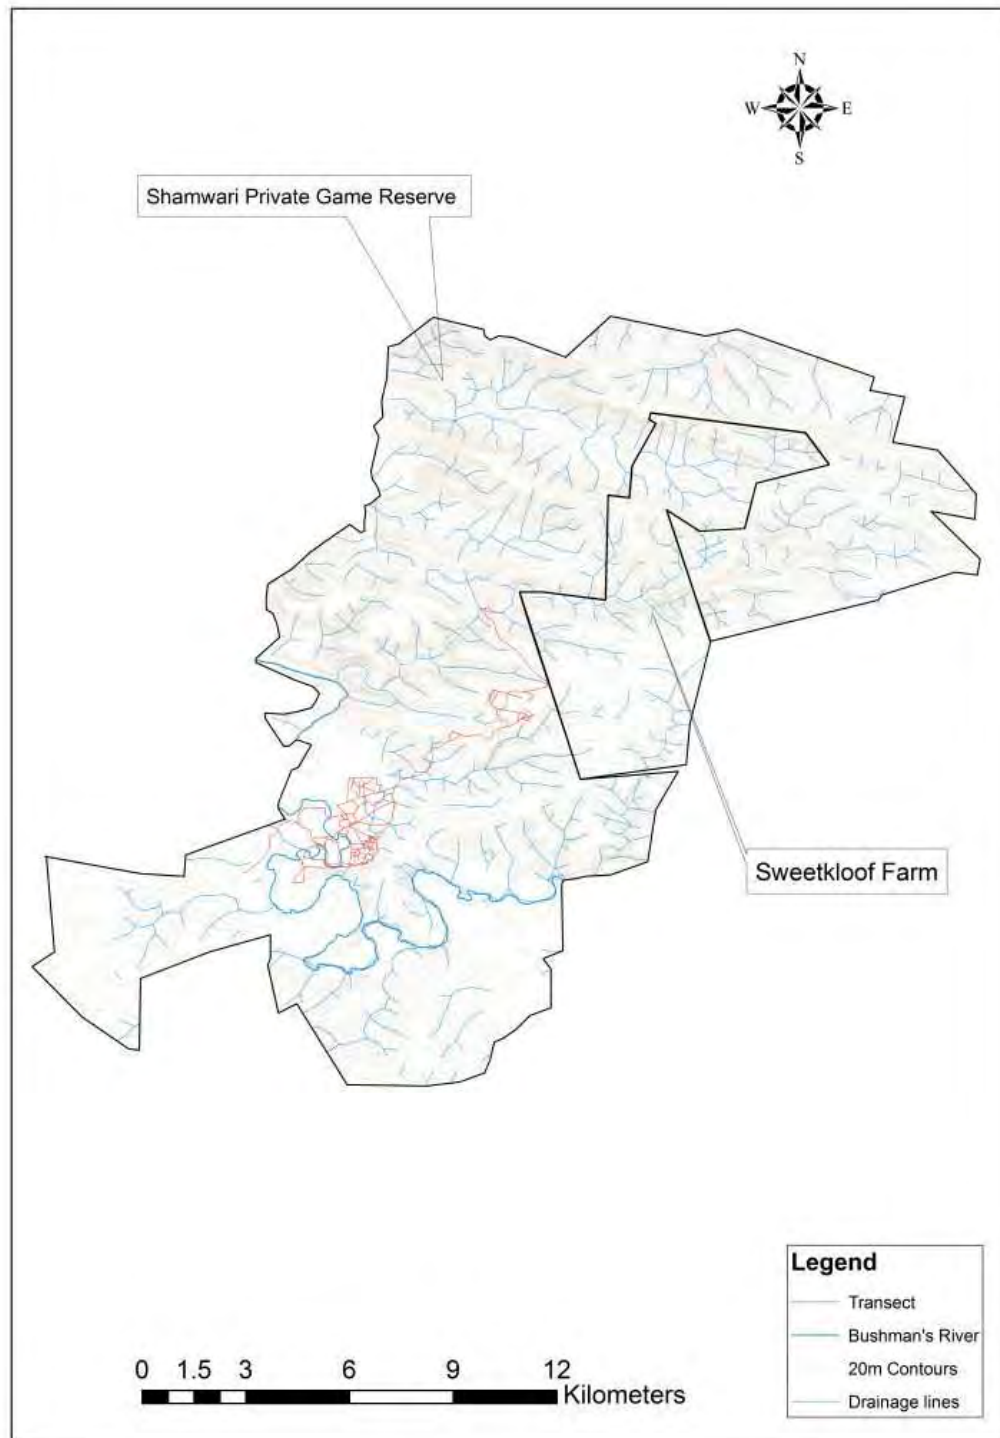 N
W E
S
Shamwari Private Game Reserve
Sweetkloof Farm
Legend
Transect
Bushman's River
20m Contours
Drainage lines
0 1.5 3 6 9 12
Kilometers